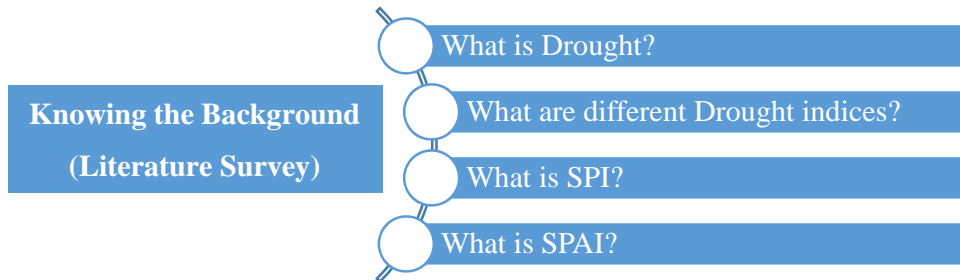 Knowing the Background
(Literature Survey)
What is Drought?
What are different Drought indices?
What is SPI?
What is SPAI?